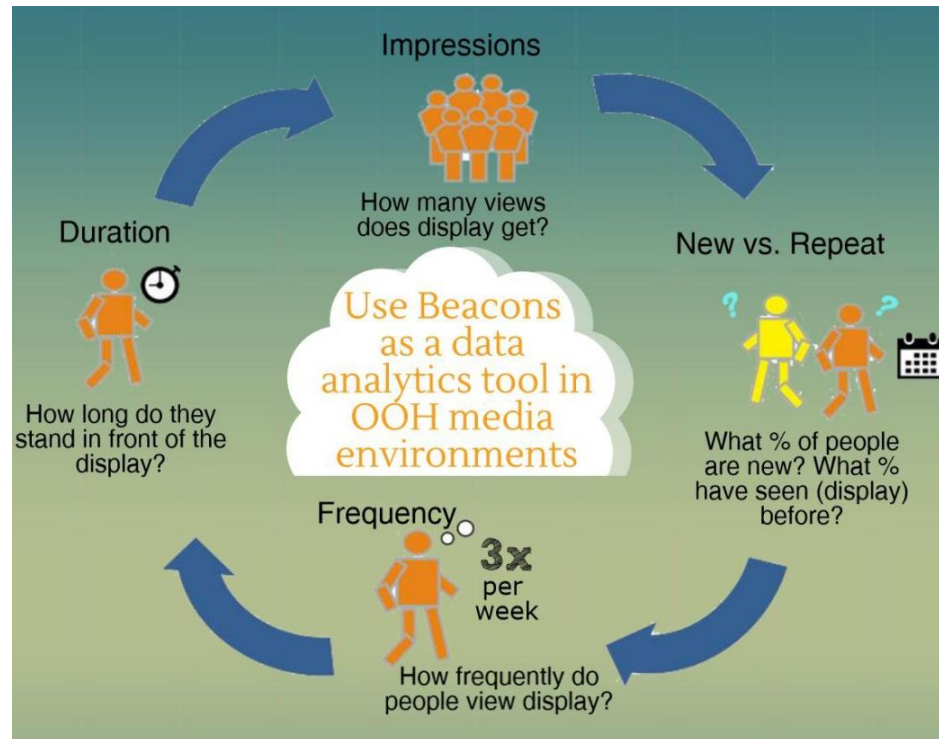 Impressions
How many views
does display get?
New vs. Repeat
?
?
What % of people
are new? What %
have seen (display)
before?
Frequency
3x
per
week
How frequently do
people view display?
Duration
How long do they
stand in front of the
display?
Use Beacons
as a data
analytics tool in
OOH media
environments